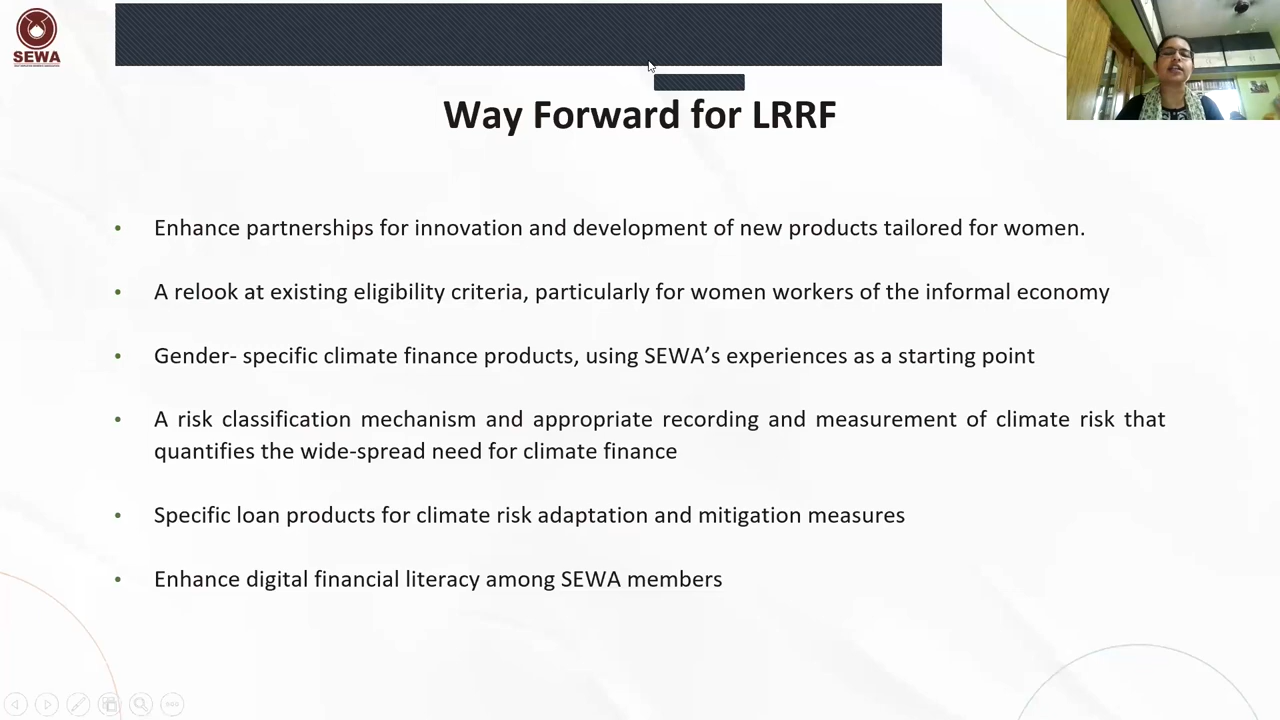 SEWA
Way Forward for LRRF
• Enhance partnerships for innovation and development of new products tailored for women.
• A relook at existing eligibility criteria, particularly for women workers of the informal economy
• Gender- specific climate finance products, using SEWA’s experiences as a starting point
• A risk classification mechanism and appropriate recording and measurement of climate risk that
quantifies the wide-spread need for climate finance
• Specific loan products for climate risk adaptation and mitigation measures
• Enhance digital financial literacy among SEWA members